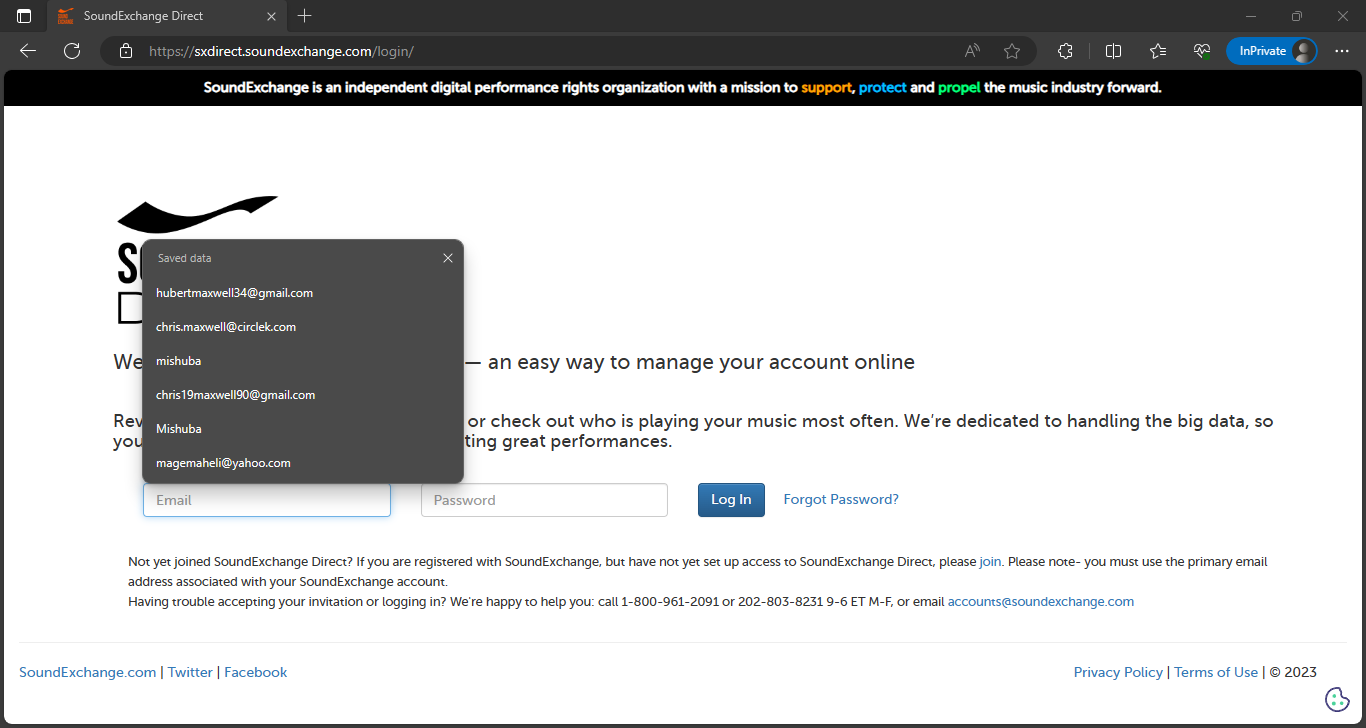 SoundExchange Direct
https://sxdirect.soundexchange.com/login/
InPrivate
SoundExchange is an independent digital performance rights organization with a mission to support, protect and propel the music industry forward.
Saved data
hubertmaxwell34@gmail.com
chris.maxwell@circlek.com
mishuba
chris19maxwell90@gmail.com
Mishuba
magemaheli@yahoo.com
We — an easy way to manage your account online
Rev or check out who is playing your music most often. We're dedicated to handling the big data, so
you ting great performances.
Email Password Log In Forgot Password?
Not yet joined SoundExchange Direct? If you are registered with SoundExchange, but have not yet set up access to SoundExchange Direct, please join. Please note- you must use the primary email
address associated with your SoundExchange account.
Having trouble accepting your invitation or logging in? We're happy to help you: call 1-800-961-2091 or 202-803-8231 9-6 ET M-F, or email accounts@soundexchange.com
SoundExchange.com | Twitter | Facebook Privacy Policy | Terms of Use | © 2023